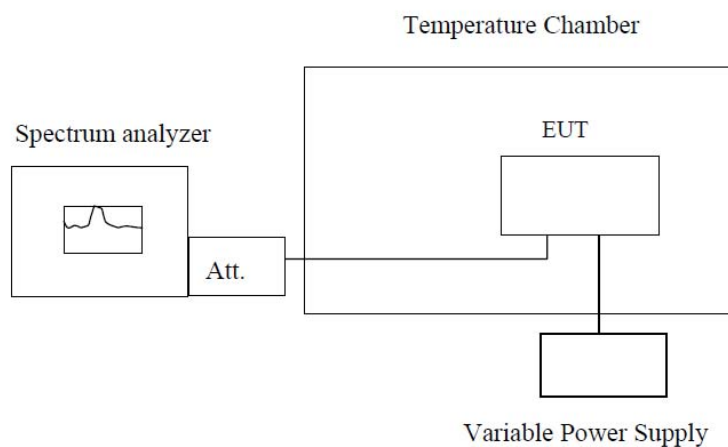 Temperature Chamber
Spectrum analyzer
EUT
Att.
Variable Power Supply